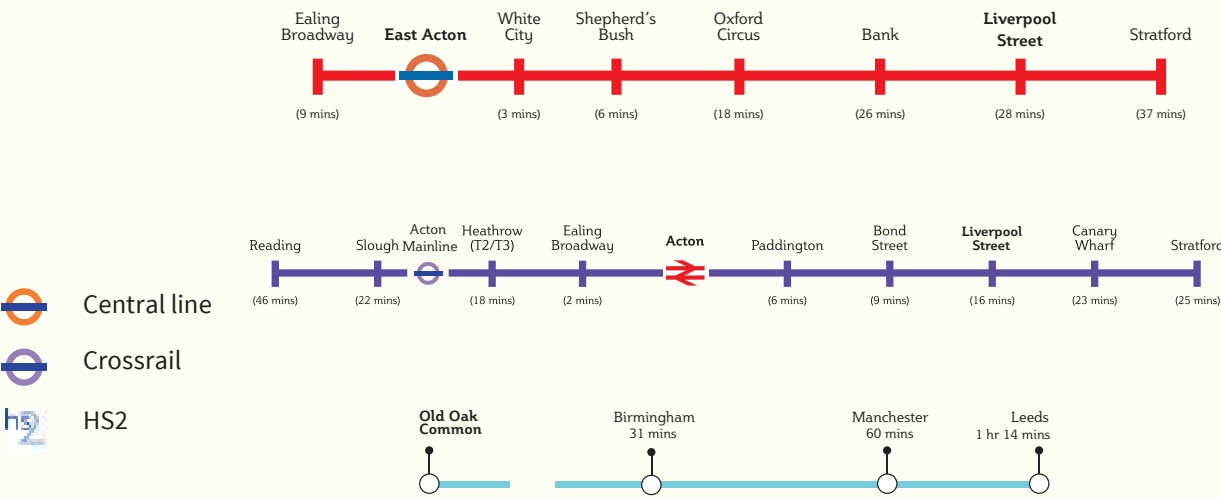 Ealing
Broadway
East Acton
White
City
Shepherd's
Bush
Oxford
Circus
Bank
Liverpool
Street
Stratford
(9 mins)
(3 mins)
(6 mins)
(18 mins)
(26 mins)
(28 mins)
(37 mins)
Reading
Slough
Acton
Mainline
Heathrow
(T2/T3)
Ealing
Broadway
Acton
Paddington
Bond
Street
Liverpool
Street
Canary
Wharf
Stratford
(46 mins)
(22 mins)
(18 mins)
(2 mins)
(6 mins)
(9 mins)
(16 mins)
(23 mins)
(25 mins)
Central line
Crossrail
hs2
HS2
Old Oak
Common
Birmingham
31 mins
Manchester
60 mins
Leeds
1 hr 14 mins